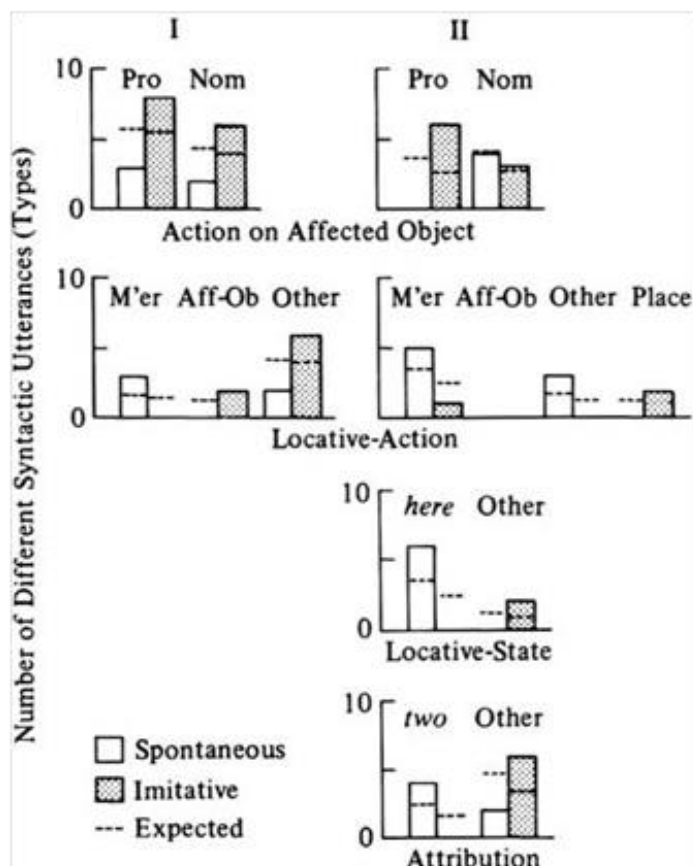 I II
10 Pro Nom Pro Nom
0
Action on Affected Object
10 M'er Aff-Ob Other M'er Aff-Ob Other Place
0
Locative-Action
10 here Other
0
Locative-State
10 two Other
0
Attribution
Spontaneous
Imitative
Expected
Number of Different Syntactic Utterances (Types)